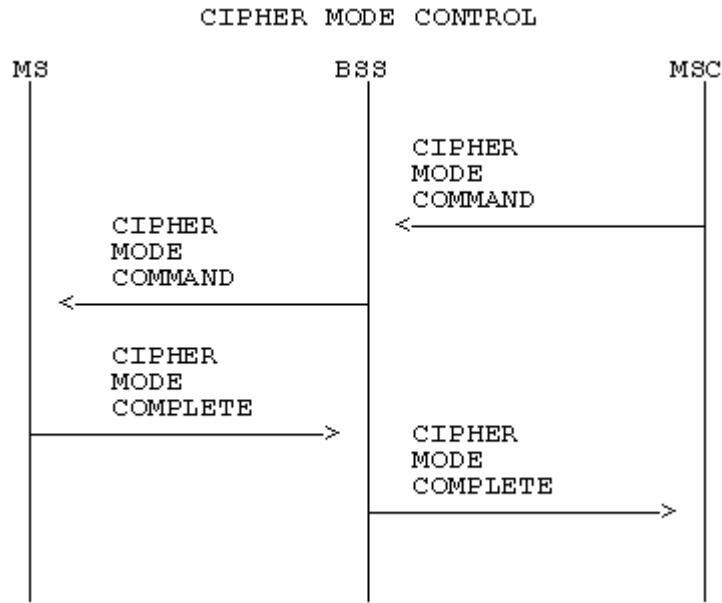 CIPHER MODE CONTROL
MS BSS MSC
CIPHER
MODE
COMMAND
CIPHER
MODE
COMMAND
CIPHER
MODE
COMPLETE
CIPHER
MODE
COMPLETE